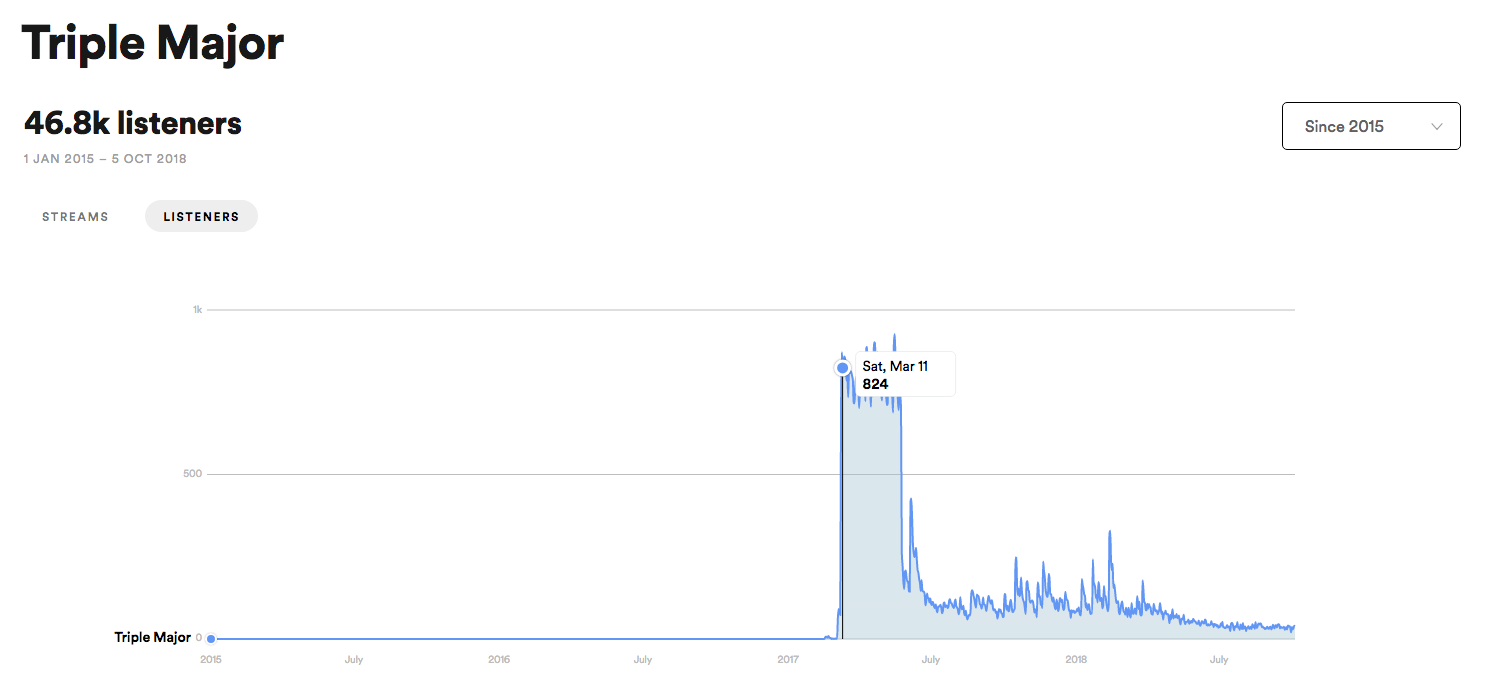 Triple Major
46.8k listeners
1 JAN 2015 – 5 OCT 2018
Since 2015
STREAMS LISTENERS
1k
Sat, Mar 11
824
500
Triple Major 0
2015 July 2016 July 2017 July 2018 July